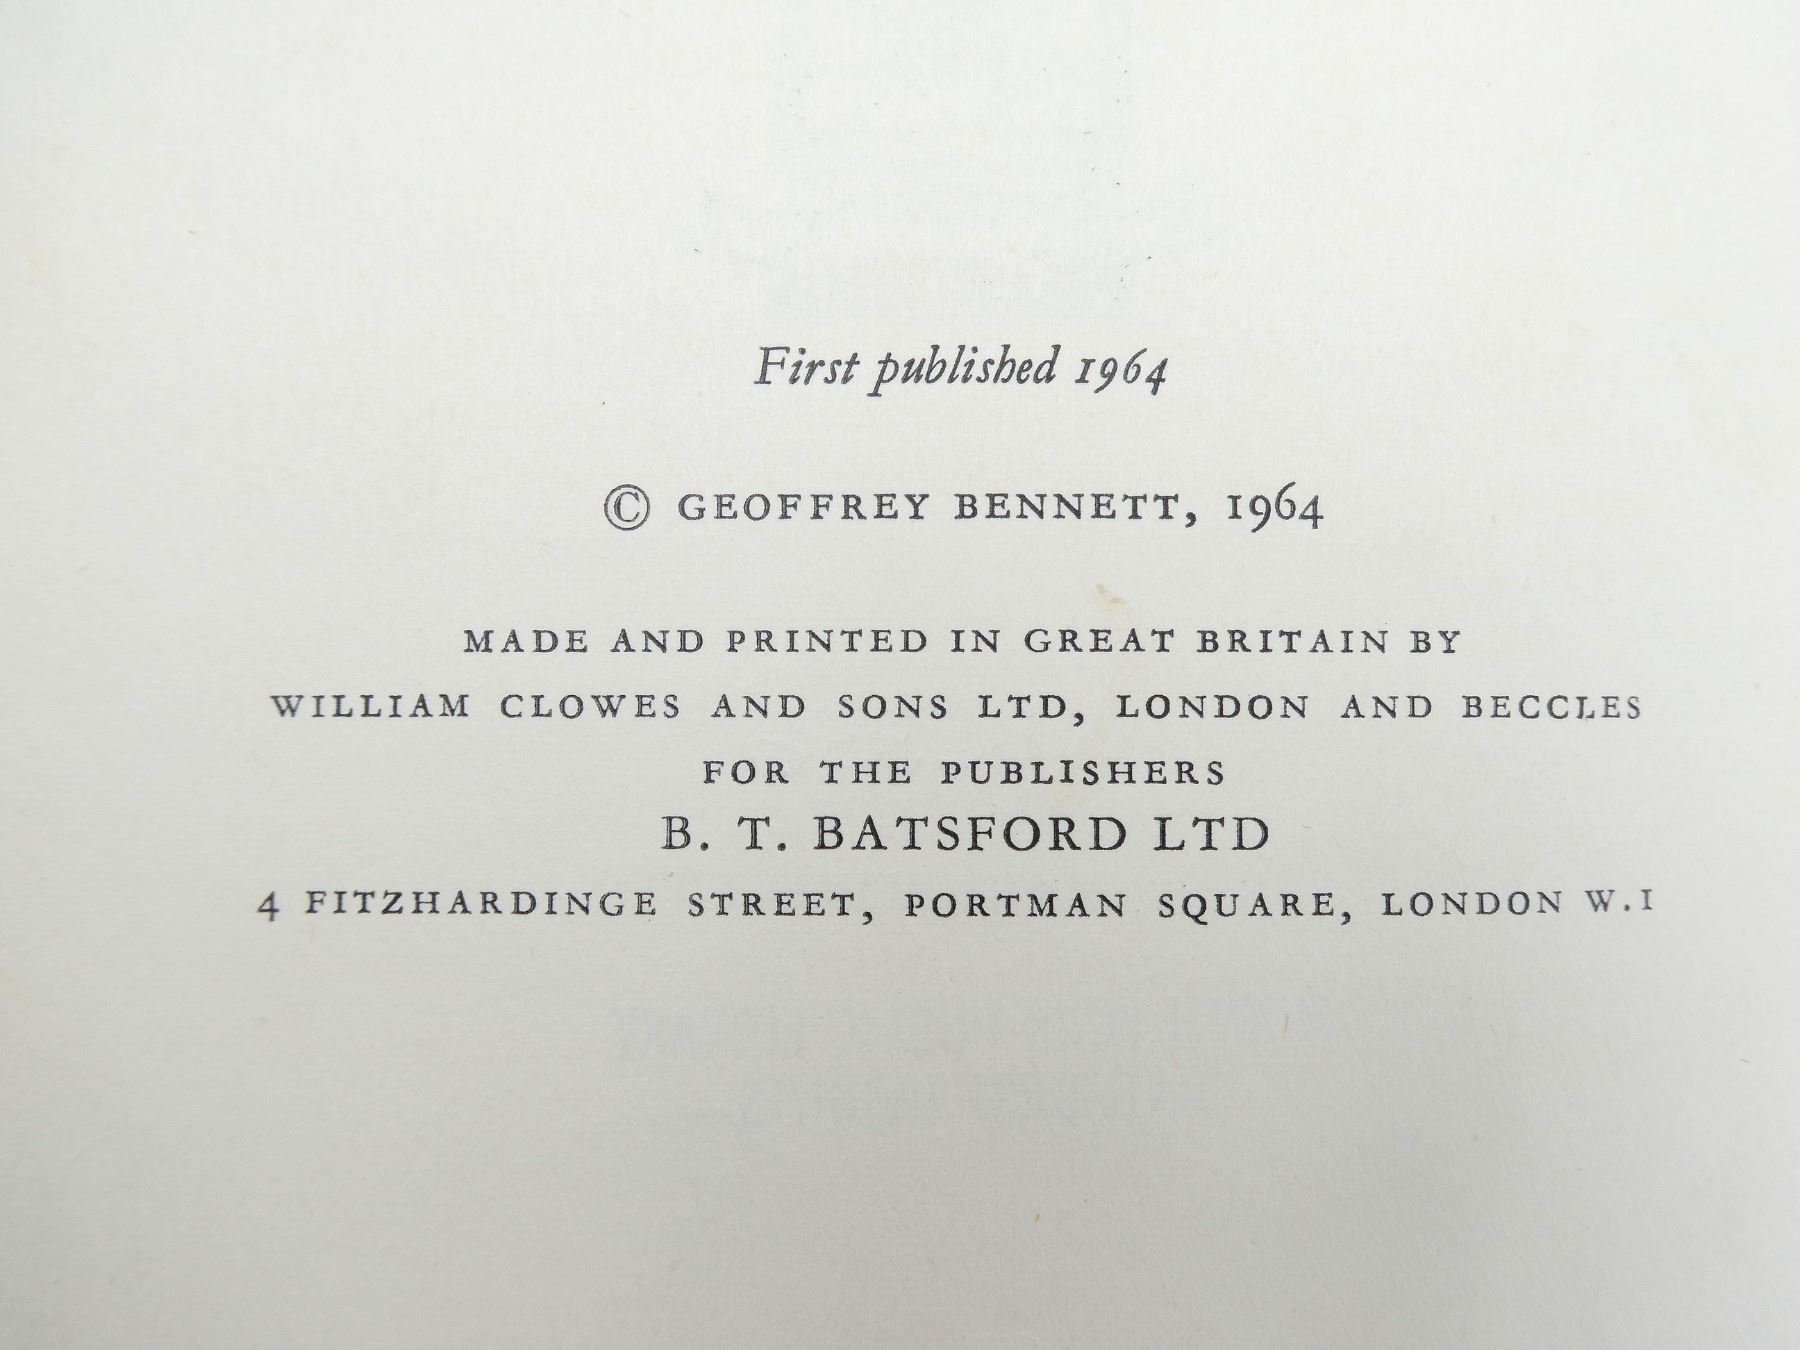 First published 1964
© GEOFFREY BENNETT, 1964
MADE AND PRINTED IN GREAT BRITAIN BY
WILLIAM CLOWES AND SONS LTD, LONDON AND BECCLES
FOR THE PUBLISHERS
B. T. BATSFORD LTD
4 FITZHARDINGE STREET, PORTMAN SQUARE, LONDON W.1